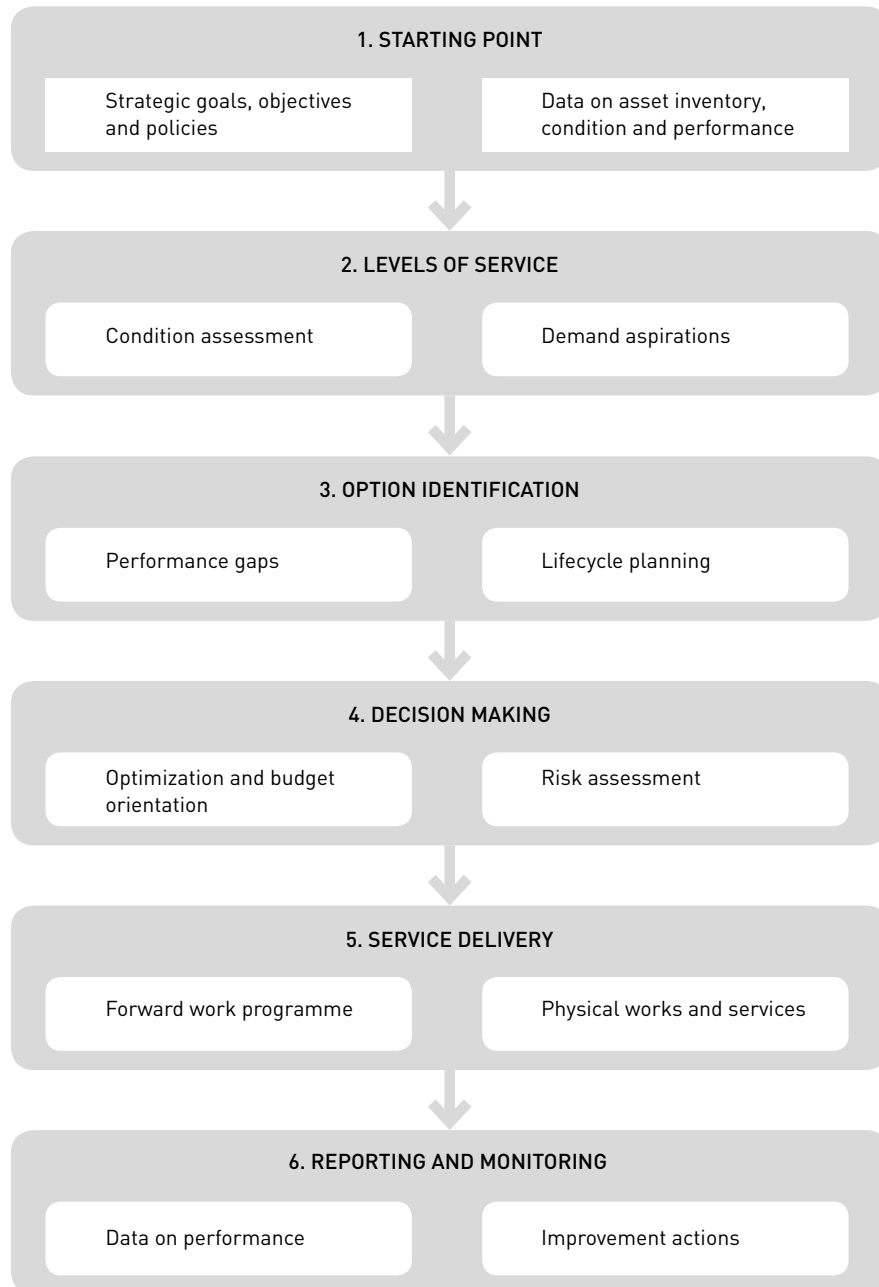 1. STARTING POINT
Strategic goals, objectives
and policies
Data on asset inventory,
condition and performance
2. LEVELS OF SERVICE
Condition assessment
Demand aspirations
3. OPTION IDENTIFICATION
Performance gaps
Lifecycle planning
4. DECISION MAKING
Optimization and budget
orientation
Risk assessment
5. SERVICE DELIVERY
Forward work programme
Physical works and services
6. REPORTING AND MONITORING
Data on performance
Improvement actions